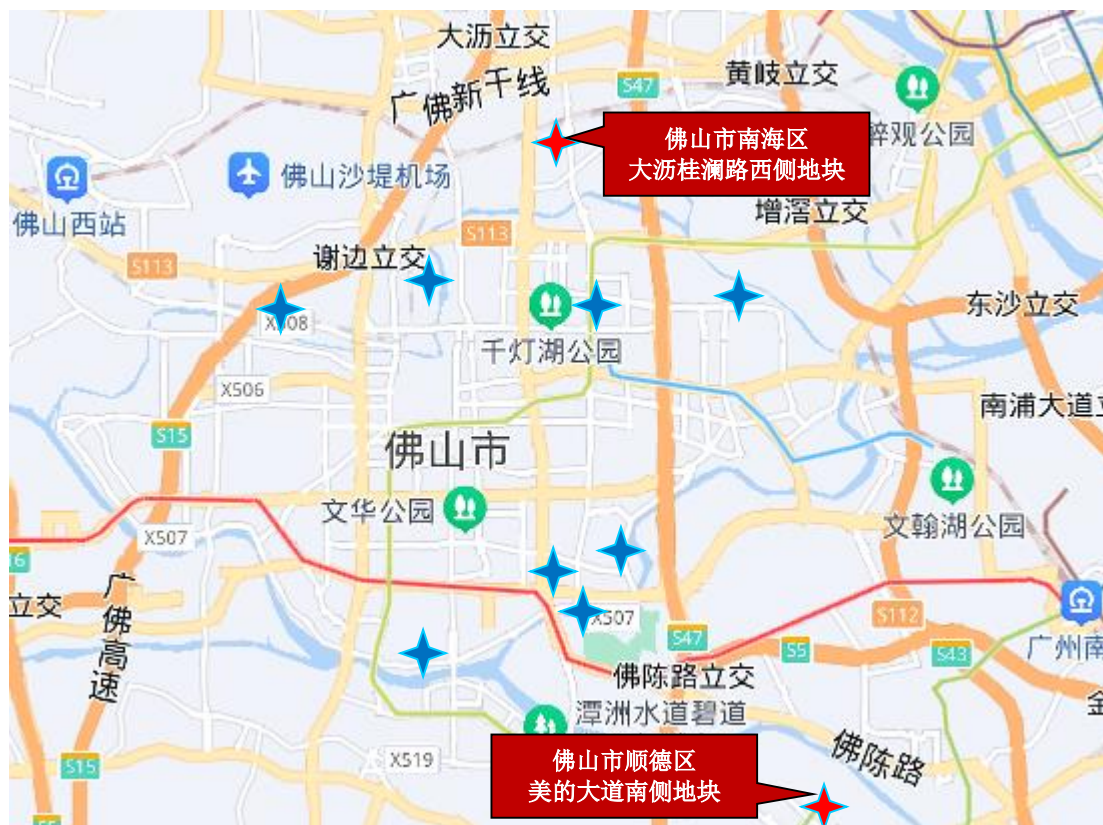 大沥立交
广佛新干线
S47
黄岐立交
佛山市南海区
大沥桂澜路西侧地块
观公园
佛山沙堤机场
佛山西站
增滘立交
S113
谢边立交
S113
东沙立交
千灯湖公园
X506
南浦大道立
S15
佛山市
文华公园
文翰湖公园
X507
立交
广佛高速
X507
S112
S47
S5
S43
广州南
佛陈路立交
金
潭洲水道碧道
佛陈路
X519
S15
佛山市顺德区
美的大道南侧地块